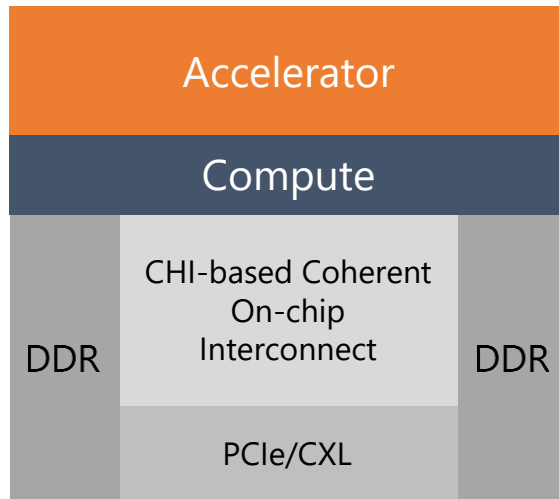 Accelerator
Compute
CHI-based Coherent
On-chip
Interconnect
DDR
DDR
PCIe/CXL